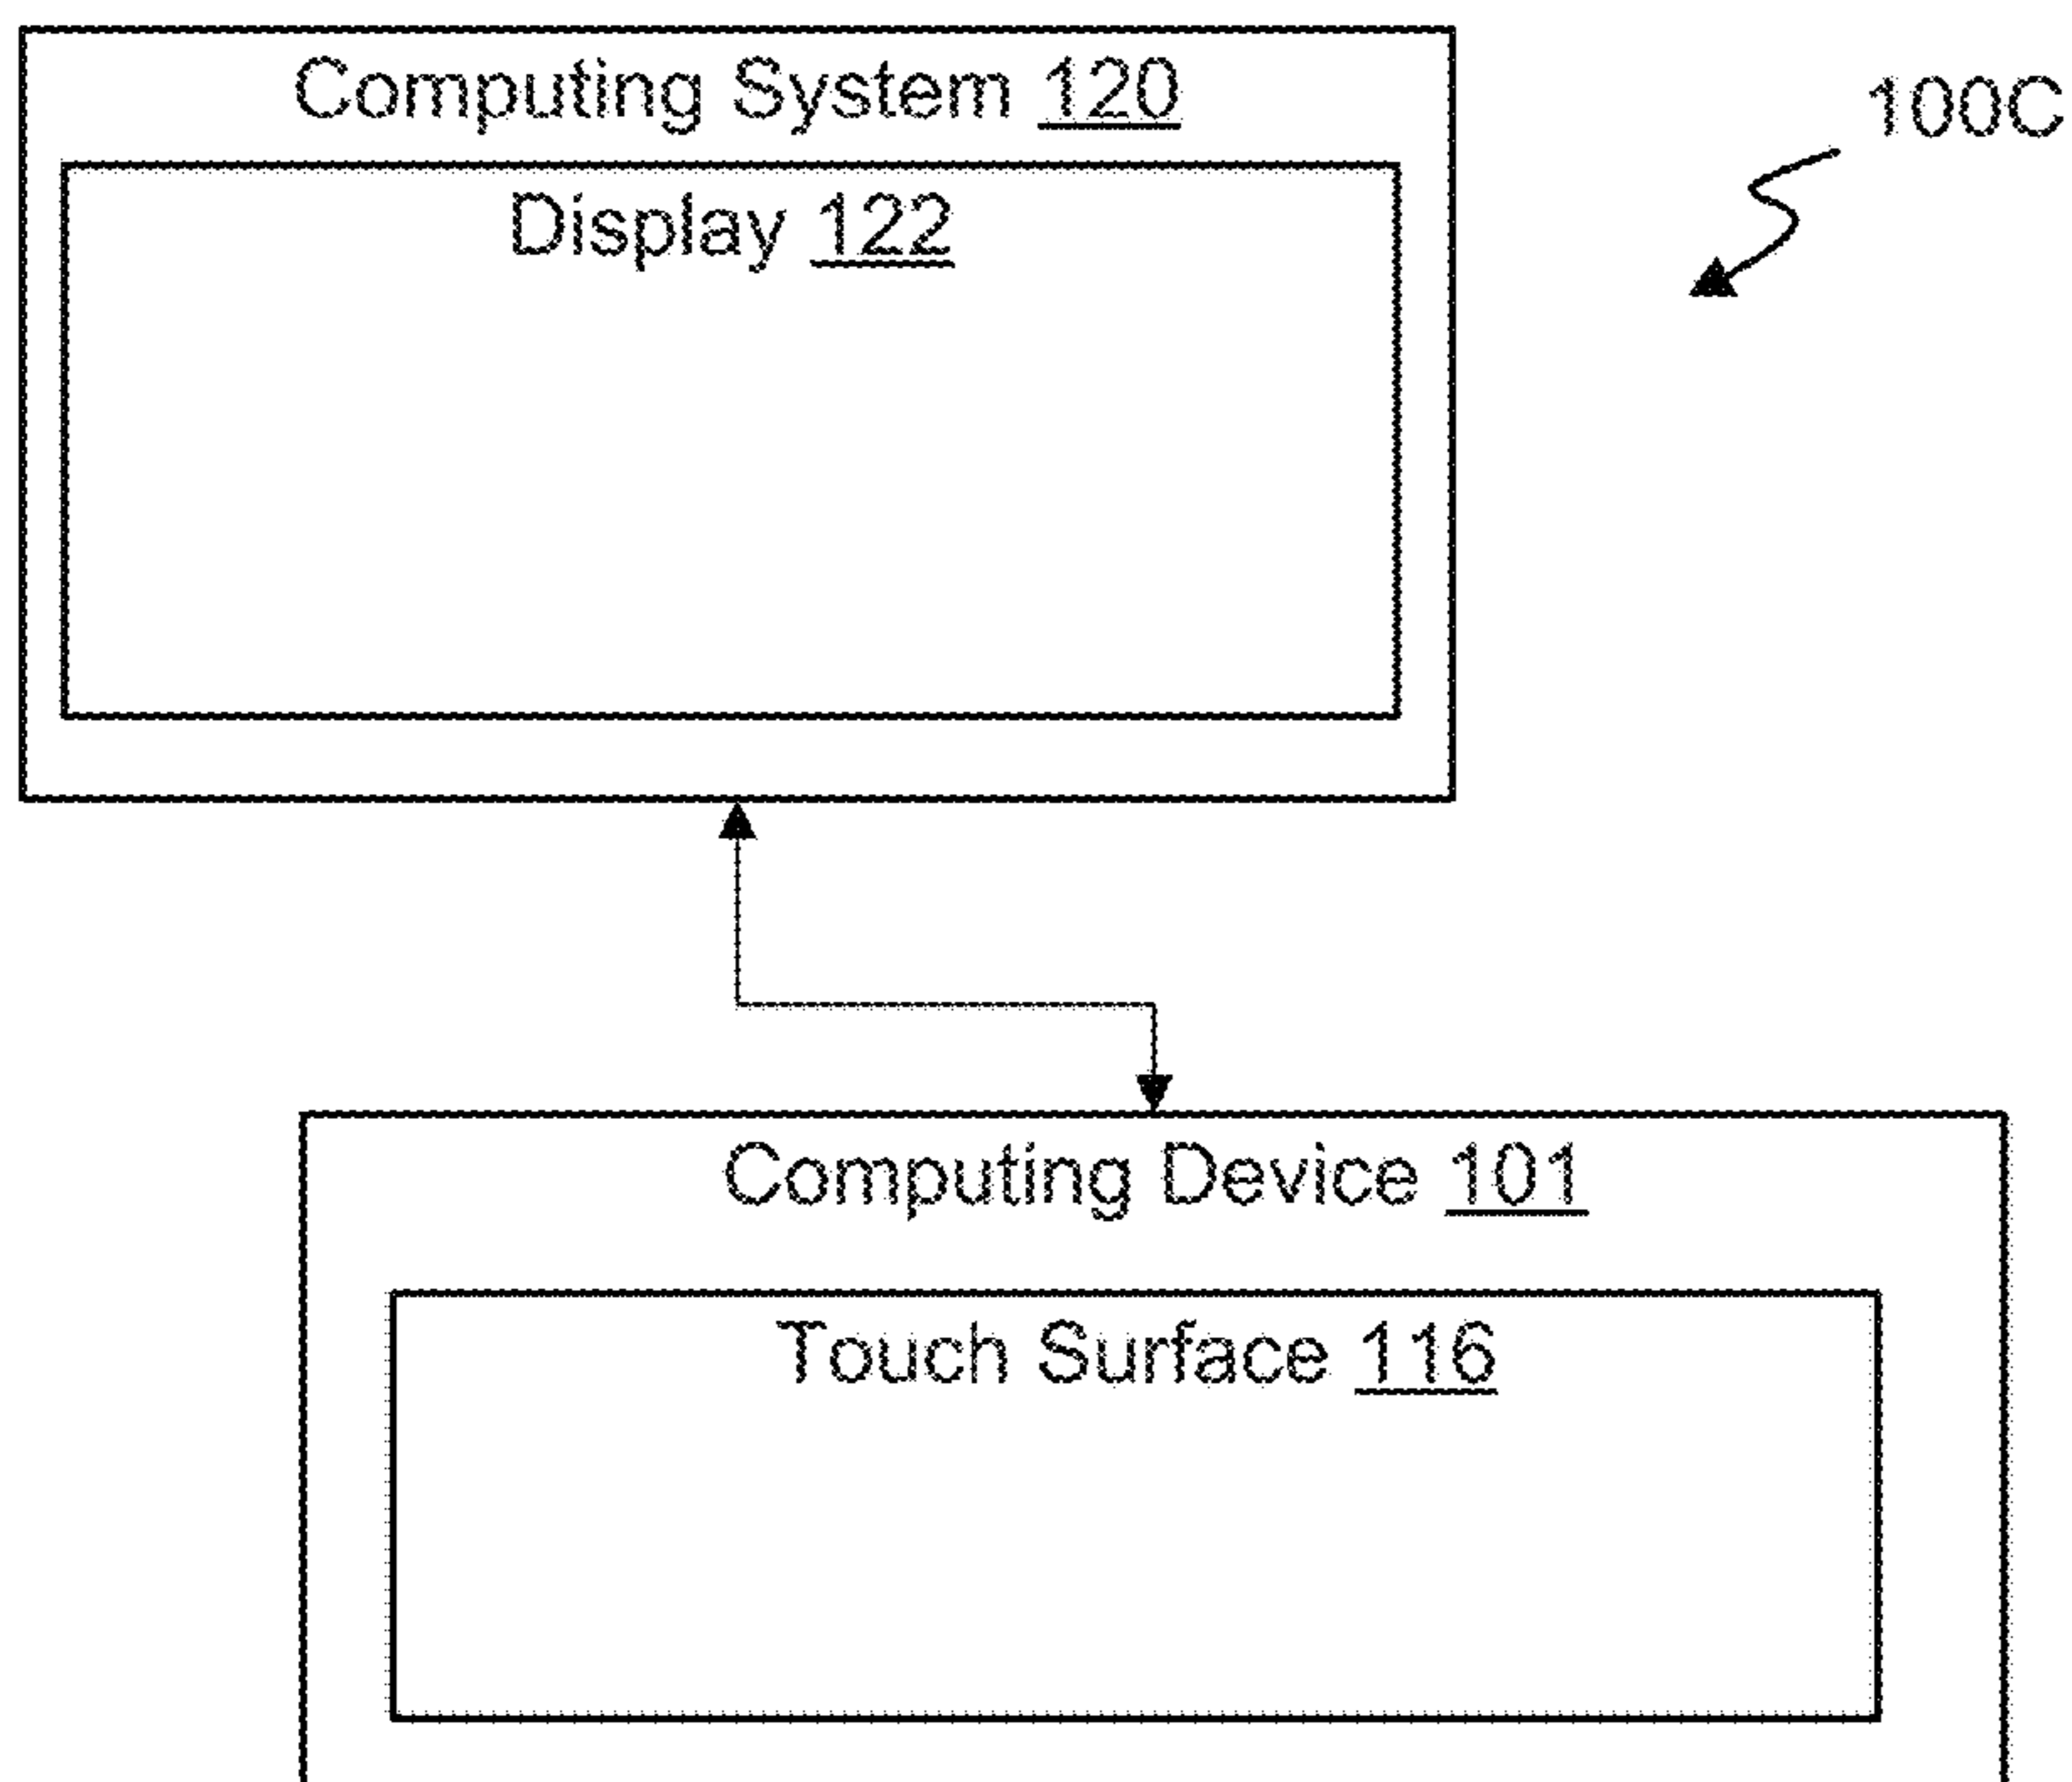 Computing System 120
100C
Display 122
Computing Device 101
Touch Surface 116